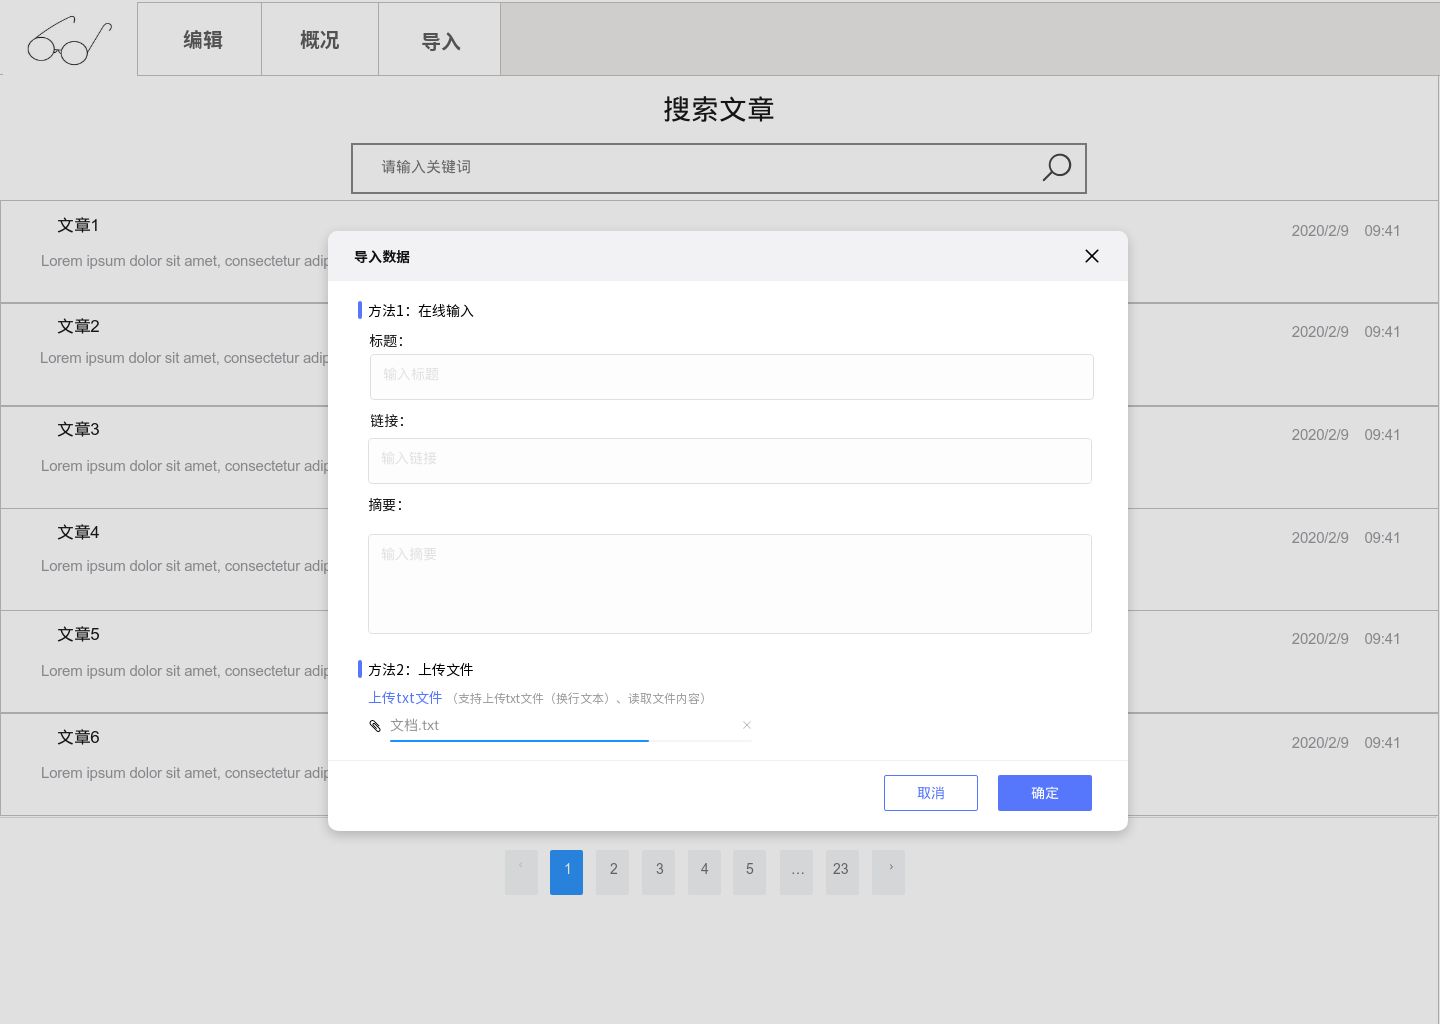 编辑
概况
导入
搜索文章
请输入关键词
文章1
2020/2/9 09:41
Lorem ipsum dolor sit amet, consectetur adip
文章2
2020/2/9 09:41
Lorem ipsum dolor sit amet, consectetur adip
文章3
2020/2/9 09:41
Lorem ipsum dolor sit amet, consectetur adip
文章4
2020/2/9 09:41
Lorem ipsum dolor sit amet, consectetur adip
文章5
2020/2/9 09:41
Lorem ipsum dolor sit amet, consectetur adip
文章6
2020/2/9 09:41
Lorem ipsum dolor sit amet, consectetur adip
导入数据
方法1：在线输入
标题：
输入标题
链接：
输入链接
摘要：
输入摘要
方法2：上传文件
上传txt文件（支持上传txt文件（换行文本）、读取文件内容）
文档.txt
取消
确定
‹ 1 2 3 4 5 ... 23 ›